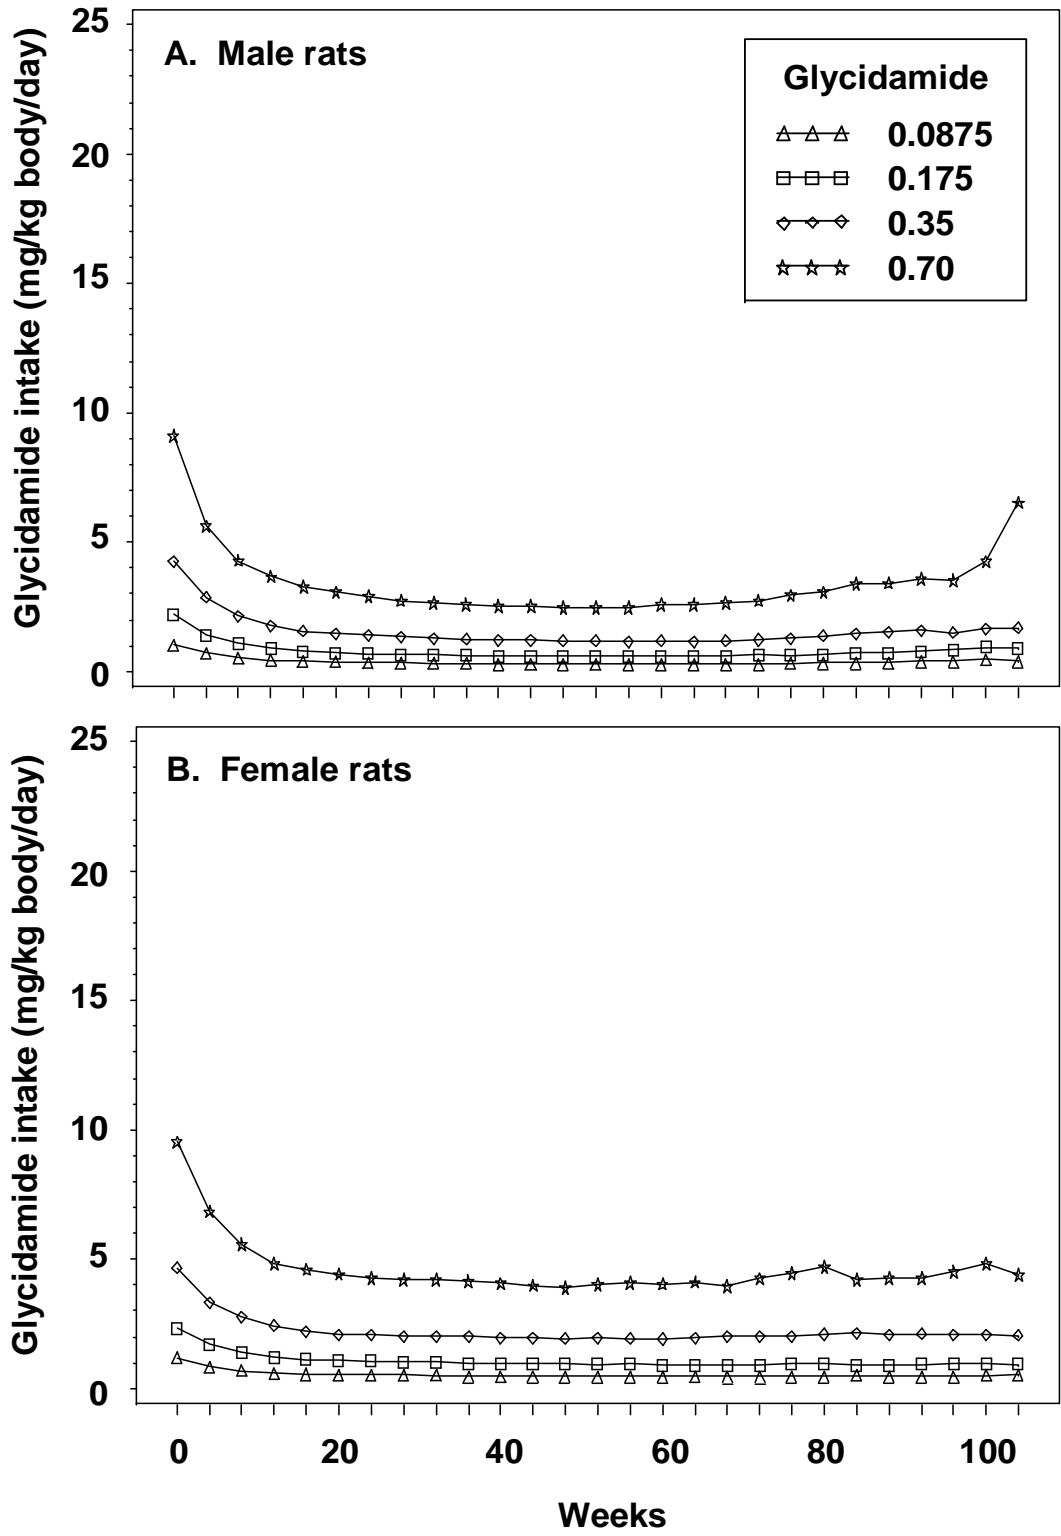 A.  Male rats
Glycidamide
0.0875
0.175
0.35
0.70
Glycidamide intake (mg/kg body/day)
25
20
15
10
5
0
B.  Female rats
Glycidamide intake (mg/kg body/day)
25
20
15
10
5
0
0 20 40 60 80 100
Weeks